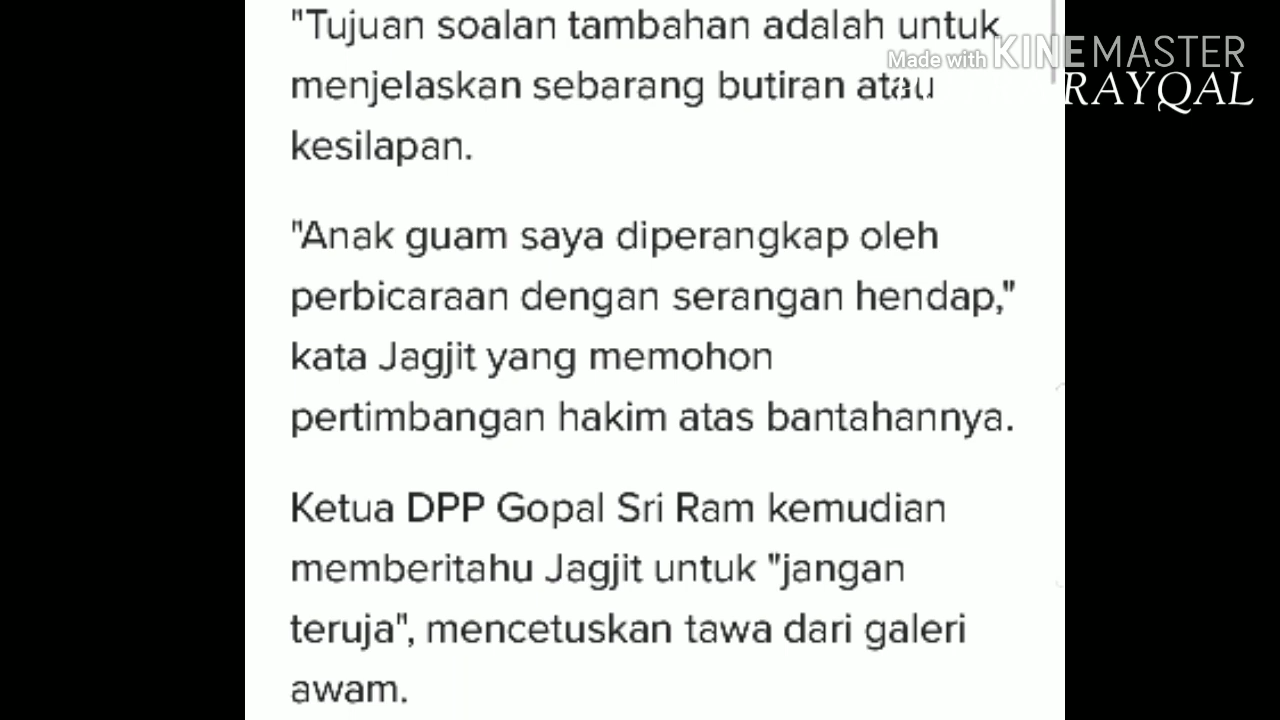 "Tujuan soalan tambahan adalah untuk
Made with KINEMASTER
menjelaskan sebarang butiran atau
RAYQAL
kesilapan.
"Anak guam saya diperangkap oleh
perbicaraan dengan serangan hendap,"
kata Jagjit yang memohon
pertimbangan hakim atas bantahannya.
Ketua DPP Gopal Sri Ram kemudian
memberitahu Jagjit untuk "jangan
teruja", mencetuskan tawa dari galeri
awam.